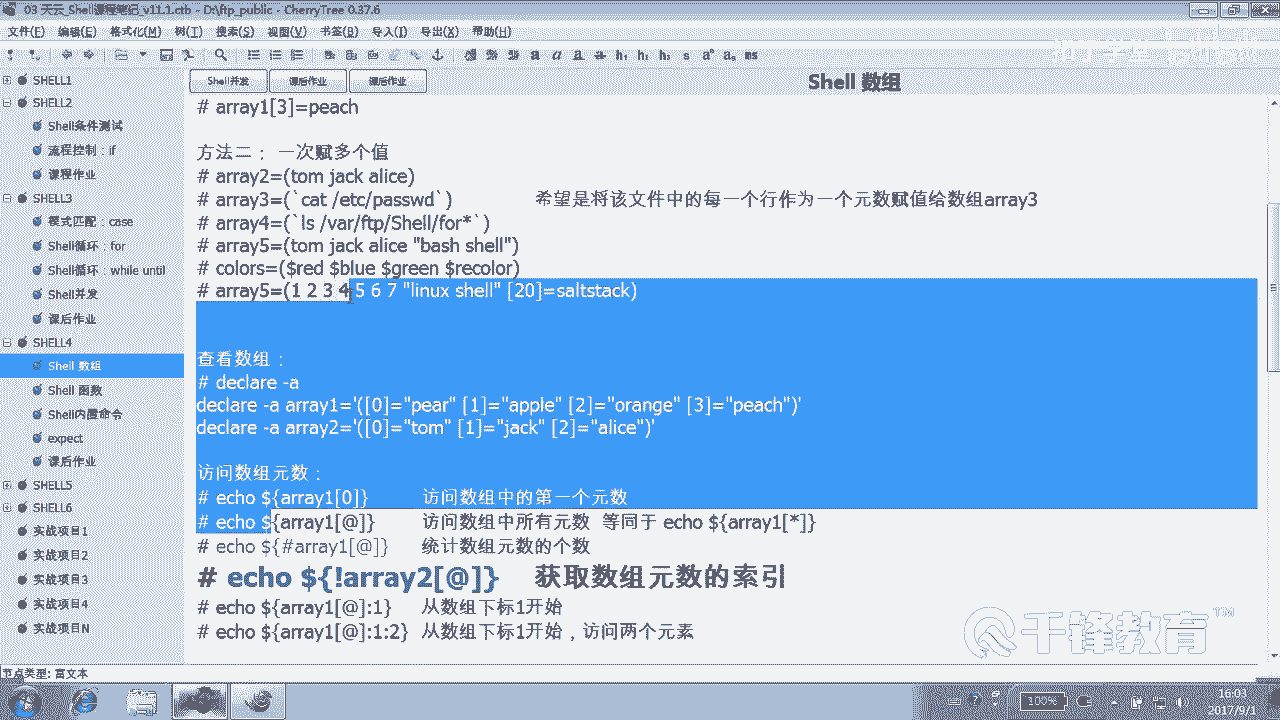 03 天云_Shell课程笔记_v11.1.ctb - D:\ftp_public - CherryTree 0.37.6
文件(F) 编辑(E) 格式化(M) 树(T) 搜索(S) 视图(V) 书签(B) 导入(I) 导出(X) 帮助(H)
SHELL1
SHELL2
Shell条件测试
流程控制：if
课程作业
SHELL3
模式匹配：case
Shell循环：for
Shell循环：while until
Shell并发
课后作业
SHELL4
Shell 数组
Shell 函数
Shell内置命令
expect
课后作业
SHELL5
SHELL6
实战项目1
实战项目2
实战项目3
实战项目4
实战项目N
Shell并发 课后作业 课后作业 Shell 数组
# array1[3]=peach
方法二： 一次赋多个值
# array2=(tom jack alice)
# array3=(`cat /etc/passwd`) 希望是将该文件中的每一个行作为一个元数赋值给数组array3
# array4=(`ls /var/ftp/Shell/for*`)
# array5=(tom jack alice "bash shell")
# colors=($red $blue $green $recolor)
# array5=(1 2 3 4 5 6 7 "linux shell" [20]=saltstack)
查看数组：
# declare -a
declare -a array1='([0]="pear" [1]="apple" [2]="orange" [3]="peach")'
declare -a array2='([0]="tom" [1]="jack" [2]="alice")'
访问数组元数：
# echo ${array1[0]} 访问数组中的第一个元数
# echo ${array1[@]} 访问数组中所有元数 等同于 echo ${array1[*]}
# echo ${#array1[@]} 统计数组元数的个数
# echo ${!array2[@]} 获取数组元数的索引
# echo ${array1[@]:1} 从数组下标1开始
# echo ${array1[@]:1:2} 从数组下标1开始，访问两个元素
千锋教育™
节点类型: 富文本
100%
16:03
2017/9/1